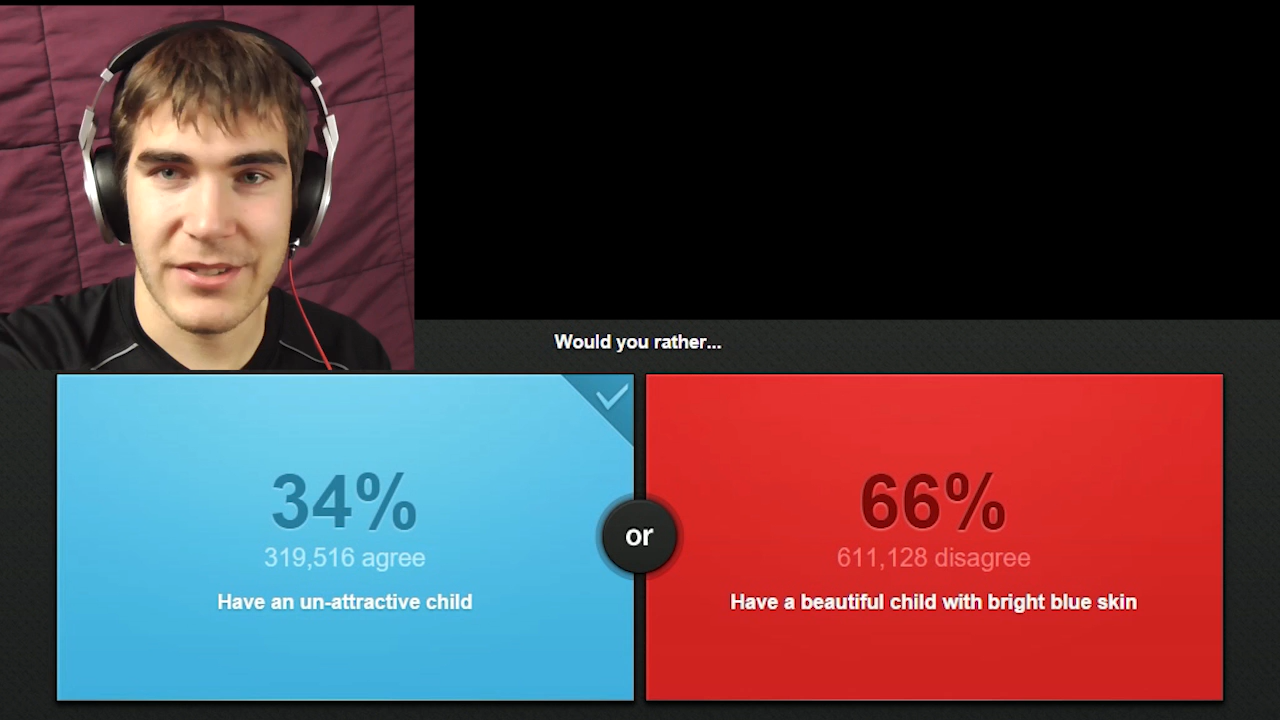 Would you rather...
34%
319,516 agree
Have an un-attractive child
or
66%
611,128 disagree
Have a beautiful child with bright blue skin